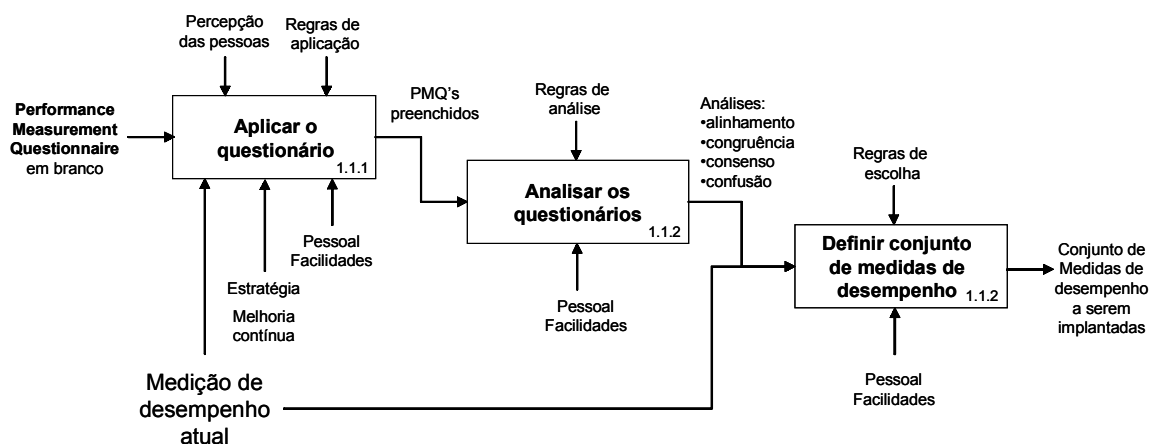 Percepção
das pessoas
Regras de
aplicação
Performance
Measurement
Questionnaire
em branco
Aplicar o
questionário
1.1.1
PMQ's
preenchidos
Pessoal
Facilidades
Estratégia
Melhoria
contínua
Medição de
desempenho
atual
Regras de
análise
Analisar os
questionários
1.1.2
Pessoal
Facilidades
Análises:
•alinhamento
•congruência
•consenso
•confusão
Regras de
escolha
Definir conjunto
de medidas de
desempenho
1.1.2
Pessoal
Facilidades
Conjunto de
Medidas de
desempenho
a serem
implantadas